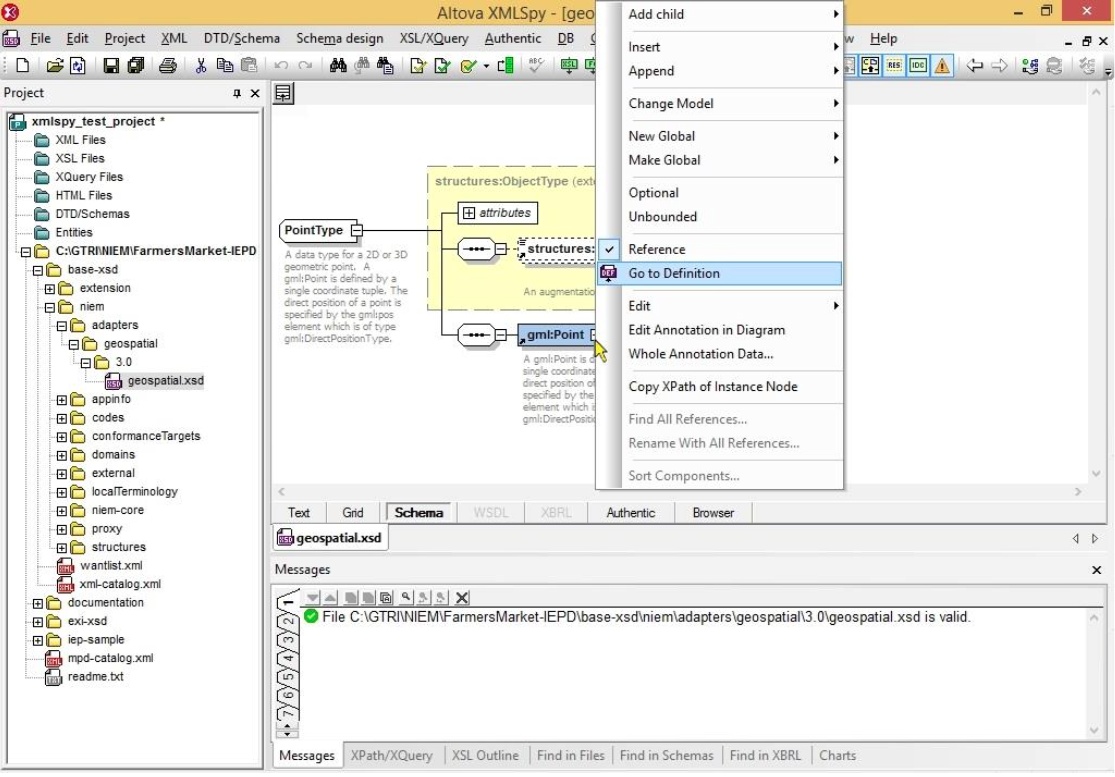 Altova XMLSpy - [geo
File Edit Project XML DTD/Schema Schema design XSL/XQuery Authentic DB
w Help
Project
xmlspy_test_project *
XML Files
XSL Files
XQuery Files
HTML Files
DTD/Schemas
Entities
C:\GTRI\NIEM\FarmersMarket-IEPD
base-xsd
extension
niem
adapters
geospatial
3.0
geospatial.xsd
appinfo
codes
conformanceTargets
domains
external
localTerminology
niem-core
proxy
structures
wantlist.xml
xml-catalog.xml
documentation
exi-xsd
iep-sample
mpd-catalog.xml
readme.txt
structures:ObjectType (exte
attributes
PointType
A data type for a 2D or 3D
geometric point. A
gml:Point is defined by a
single coordinate tuple. The
direct position of a point is
specified by the gml:pos
element which is of type
gml:DirectPositionType.
structures:
An augmentatio
gml:Point
A gml:Point is d
single coordinate
direct position of
specified by the
element which is
gml:DirectPositio
Add child
Insert
Append
Change Model
New Global
Make Global
Optional
Unbounded
Reference
DEF Go to Definition
Edit
Edit Annotation in Diagram
Whole Annotation Data...
Copy XPath of Instance Node
Find All References...
Rename With All References...
Sort Components...
Text Grid Schema WSDL XBRL Authentic Browser
geospatial.xsd
Messages
File C:\GTRI\NIEM\FarmersMarket-IEPD\base-xsd\niem\adapters\geospatial\3.0\geospatial.xsd is valid.
1
2
3
4
5
6
7
Messages XPath/XQuery XSL Outline Find in Files Find in Schemas Find in XBRL Charts